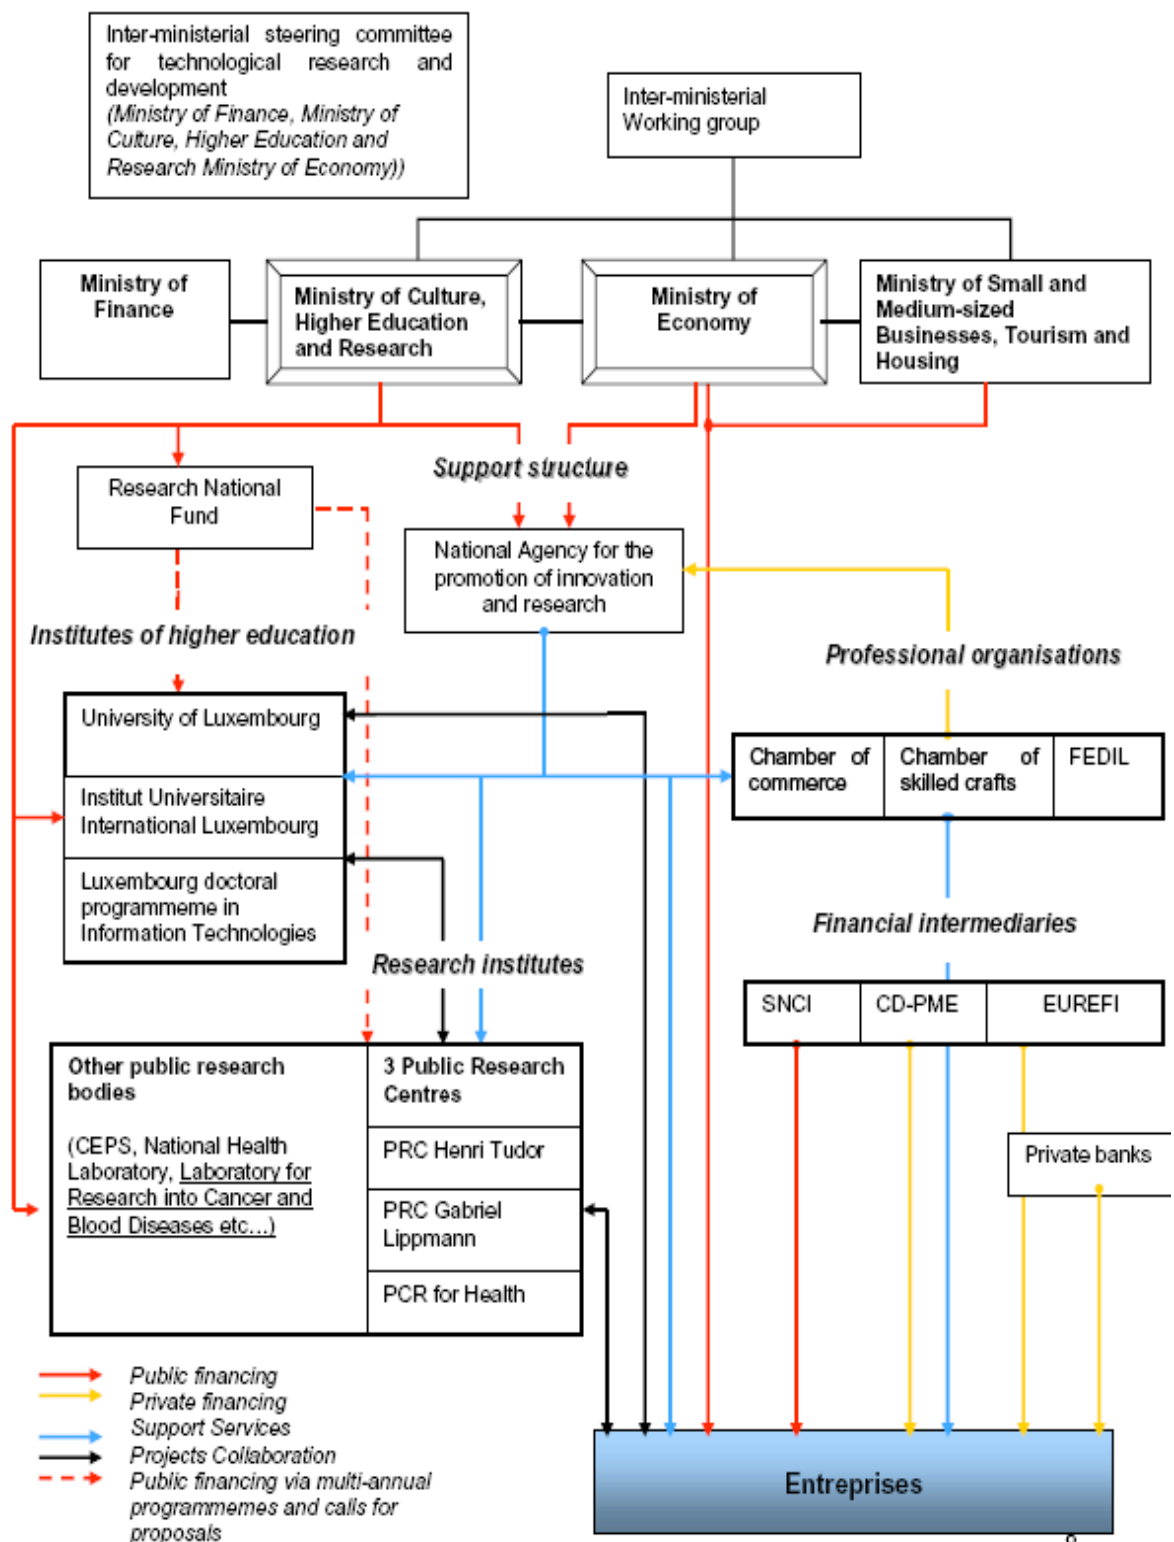 Inter-ministerial steering committee
for technological research and
development
(Ministry of Finance, Ministry of
Culture, Higher Education and
Research Ministry of Economy))
Inter-ministerial
Working group
Ministry of
Finance
Ministry of Culture,
Higher Education
and Research
Ministry of
Economy
Ministry of Small and
Medium-sized
Businesses, Tourism and
Housing
Support structure
Research National
Fund
National Agency for the
promotion of innovation
and research
Institutes of higher education
Professional organisations
University of Luxembourg
Institut Universitaire
International Luxembourg
Luxembourg doctoral
programmeme in
Information Technologies
Chamber of
commerce
Chamber of
skilled crafts
FEDIL
Financial intermediaries
Research institutes
SNCI
CD-PME
EUREFI
Other public research
bodies
(CEPS, National Health
Laboratory, Laboratory for
Research into Cancer and
Blood Diseases etc...)
3 Public Research
Centres
PRC Henri Tudor
PRC Gabriel
Lippmann
PCR for Health
Private banks
Public financing
Private financing
Support Services
Projects Collaboration
Public financing via multi-annual
programmemes and calls for
proposals
Entreprises